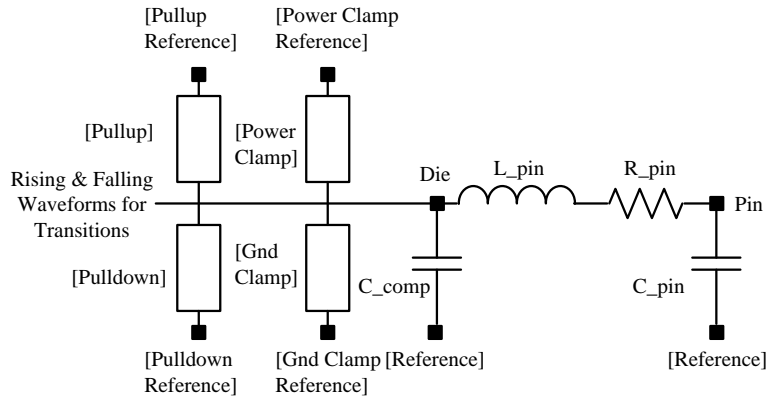 [Pullup
Reference]
[Power Clamp
Reference]
[Pullup]
[Power
Clamp]
Rising & Falling
Waveforms for
Transitions
Die
L_pin
R_pin
Pin
[Pulldown]
[Gnd
Clamp]
C_comp
C_pin
[Pulldown
Reference]
[Gnd Clamp
Reference]
[Reference]
[Reference]